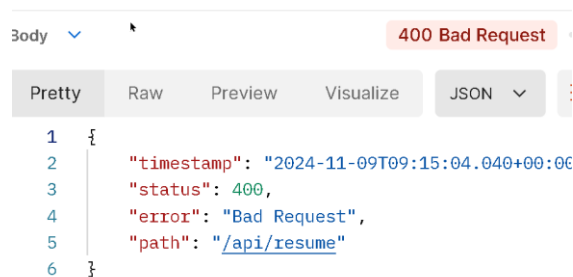 Body
400 Bad Request
Pretty Raw Preview Visualize JSON
1 {
2 "timestamp": "2024-11-09T09:15:04.040+00:00
3 "status": 400,
4 "error": "Bad Request",
5 "path": "/api/resume"
6 }